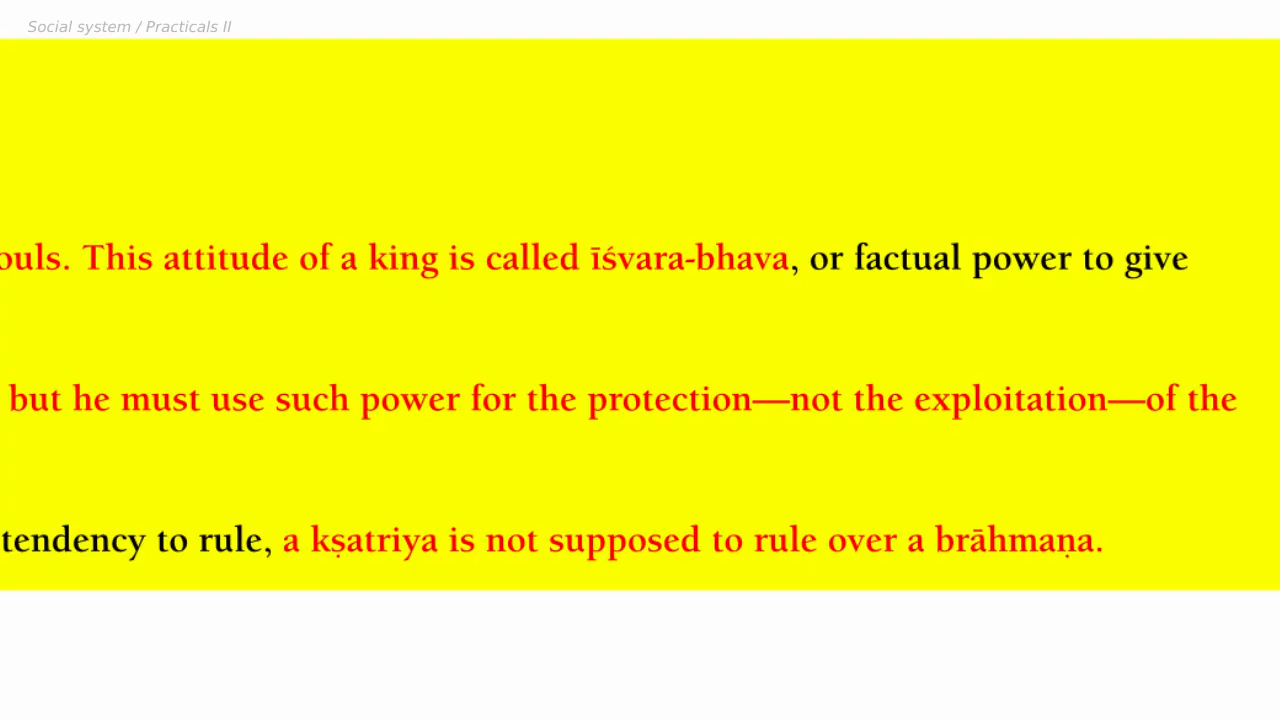 Social system / Practicals II
This attitude of a king is called īśvara-bhava, or factual power to give
but he must use such power for the protection—not the exploitation—of the
tendency to rule, a kṣatriya is not supposed to rule over a brāhmaṇa.